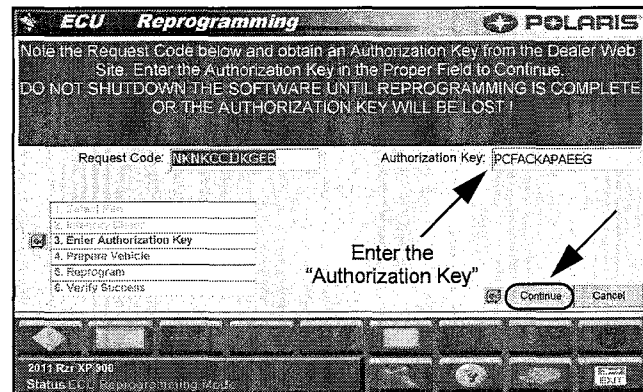 ECU Reprogramming
POLARIS
Note the Request Code below and obtain an Authorization Key from the Dealer Web
Site. Enter the Authorization Key in the Proper Field to Continue.
DO NOT SHUTDOWN THE SOFTWARE UNTIL REPROGRAMMING IS COMPLETE
OR THE AUTHORIZATION KEY WILL BE LOST !
Request Code: NKNKCCDKGEB
Authorization Key: PCFACKAPAEEG
3. Enter Authorization Key
4. Prepare Vehicle
5. Reprogram
6. Verify Success
Enter the
"Authorization Key"
Continue
Cancel
2011 Rzr XP 900
Status ECU Reprogramming Mode
EXIT